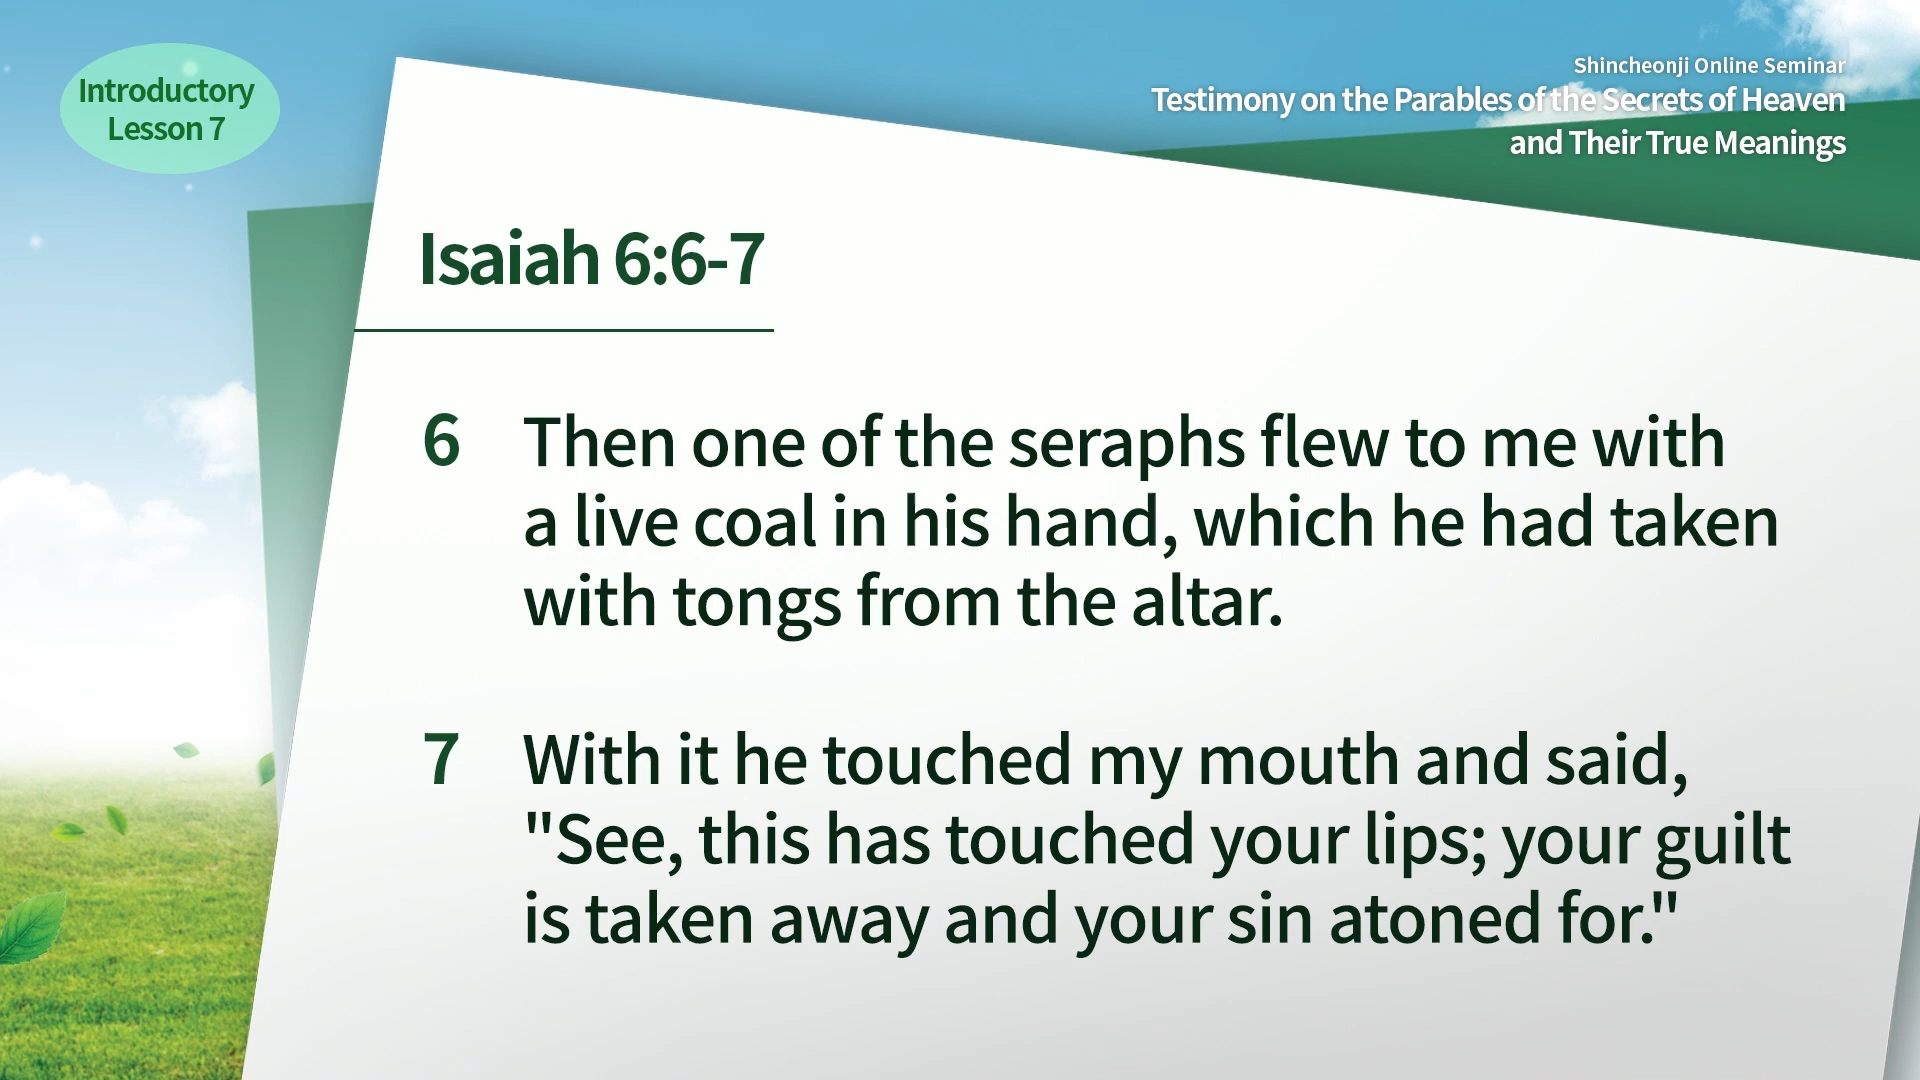 Introductory
Lesson 7
Shincheonji Online Seminar
Testimony on the Parables of the Secrets of Heaven
and Their True Meanings
Isaiah 6:6-7
6 Then one of the seraphs flew to me with
a live coal in his hand, which he had taken
with tongs from the altar.
7 With it he touched my mouth and said,
"See, this has touched your lips; your guilt
is taken away and your sin atoned for."